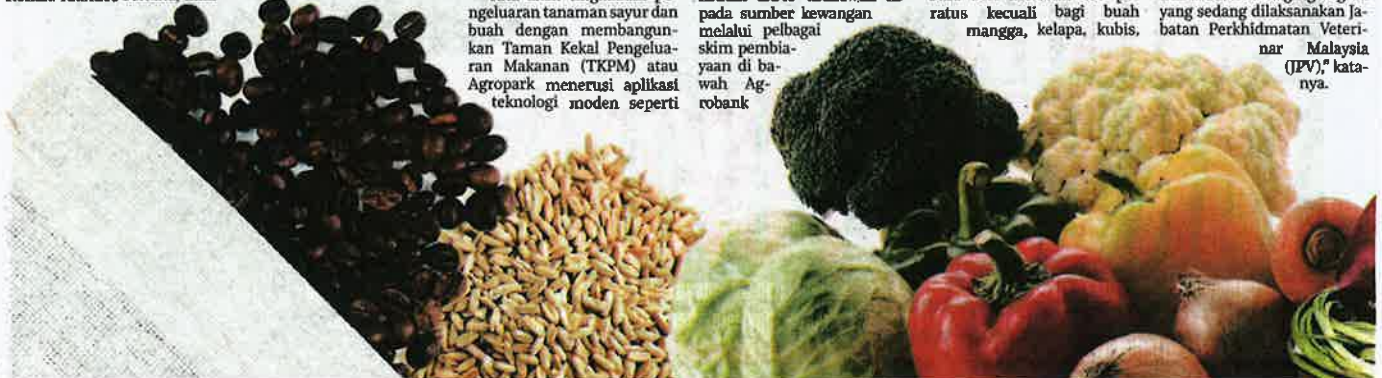 ngeluaran tanaman sayur dan
buah dengan membangun-
kan Taman Kekal Pengelua-
ran Makanan (TKPM) atau
Agropark menerusi aplikasi
teknologi moden seperti
pada sumber kewangan
melalui pelbagai
skim pembia-
yaan di ba-
wah Ag-
robank
ratus kecuali bagi buah
mangga, kelapa, kubis,
yang sedang dilaksanakan Ja-
batan Perkhidmatan Veteri-
nar Malaysia
(JPV)," kata-
nya.